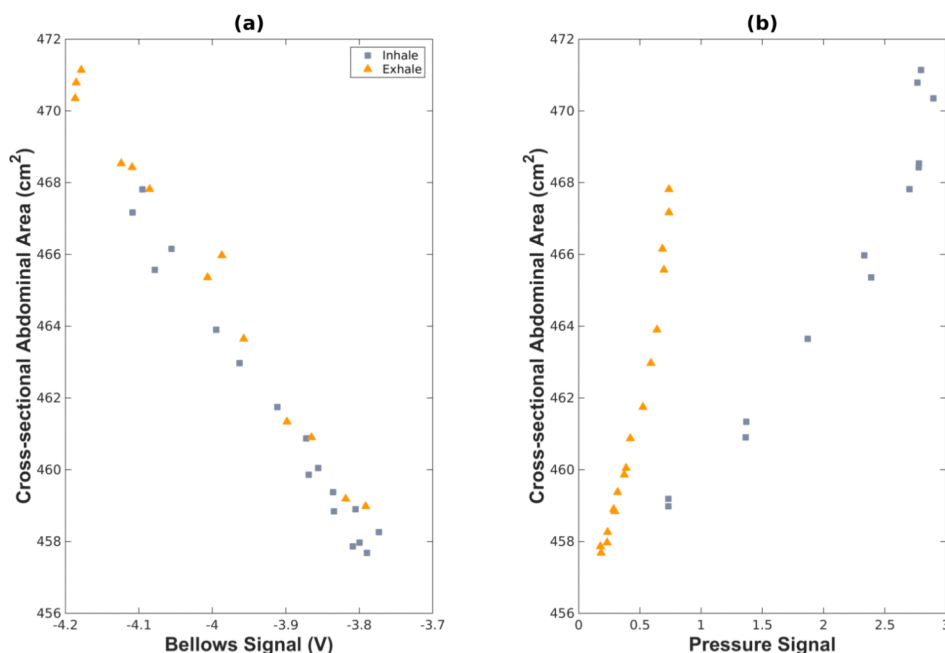 (a)
472
470
468
466
464
462
460
458
456
Cross-sectional Abdominal Area (cm²)
Inhale
Exhale
-4.2 -4.1 -4 -3.9 -3.8 -3.7
Bellows Signal (V)
(b)
472
470
468
466
464
462
460
458
456
Cross-sectional Abdominal Area (cm²)
0 0.5 1 1.5 2 2.5 3
Pressure Signal